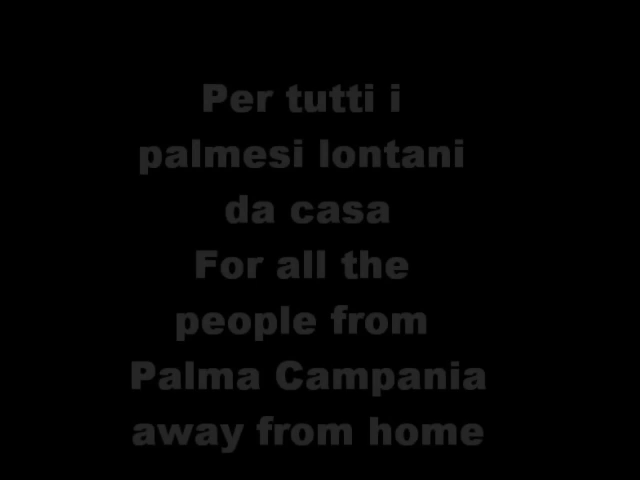 Per tutti i
palmesi lontani
da casa
For all the
people from
Palma Campania
away from home